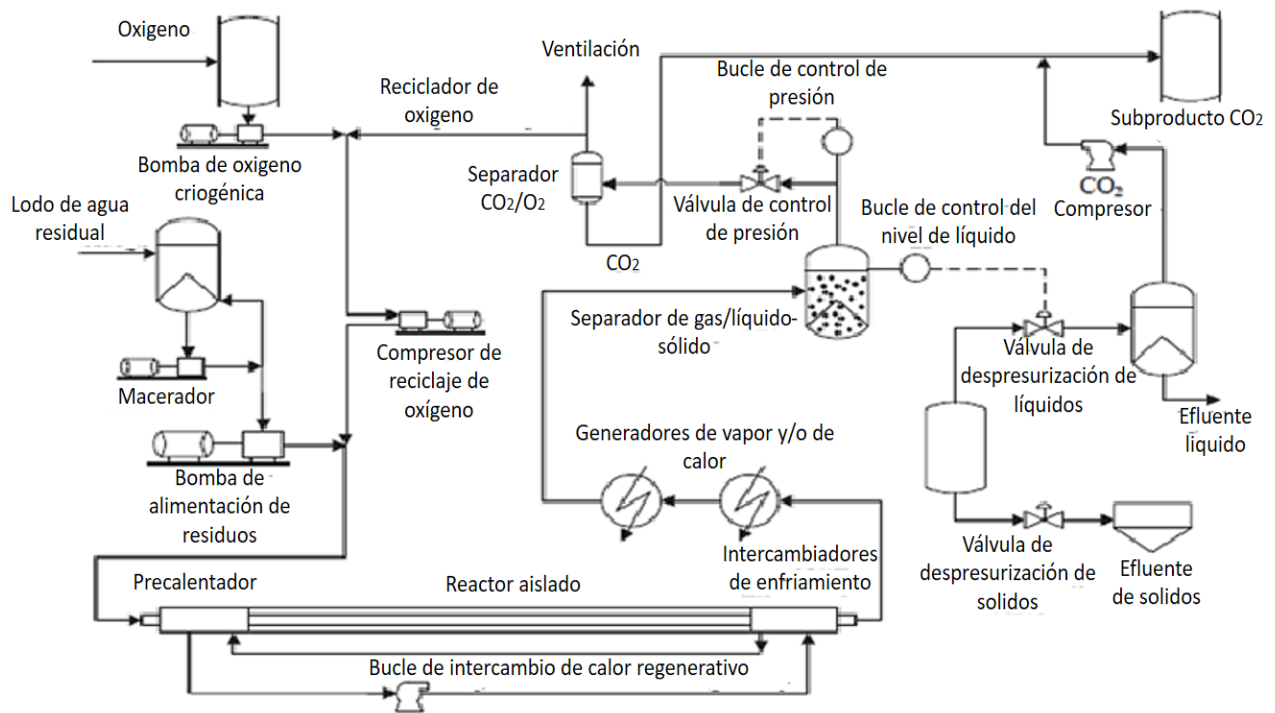 Oxigeno
Bomba de oxigeno
criogénica
Lodo de agua
residual
Macerador
Bomba de
alimentación de
residuos
Reciclador de
oxigeno
Ventilación
Separador
CO2/O2
CO2
Bucle de control de
presión
Válvula de control
de presión
Subproducto CO2
CO2
Compresor
Bucle de control del
nivel de líquido
Separador de gas/líquido-
sólido
Compresor de
reciclaje de
oxígeno
Válvula de
despresurización de
líquidos
Efluente
liquido
Generadores de vapor y/o de
calor
Intercambiadores
de enfriamiento
Válvula de
despresurización de
solidos
Efluente
de solidos
Precalentador
Reactor aislado
Bucle de intercambio de calor regenerativo